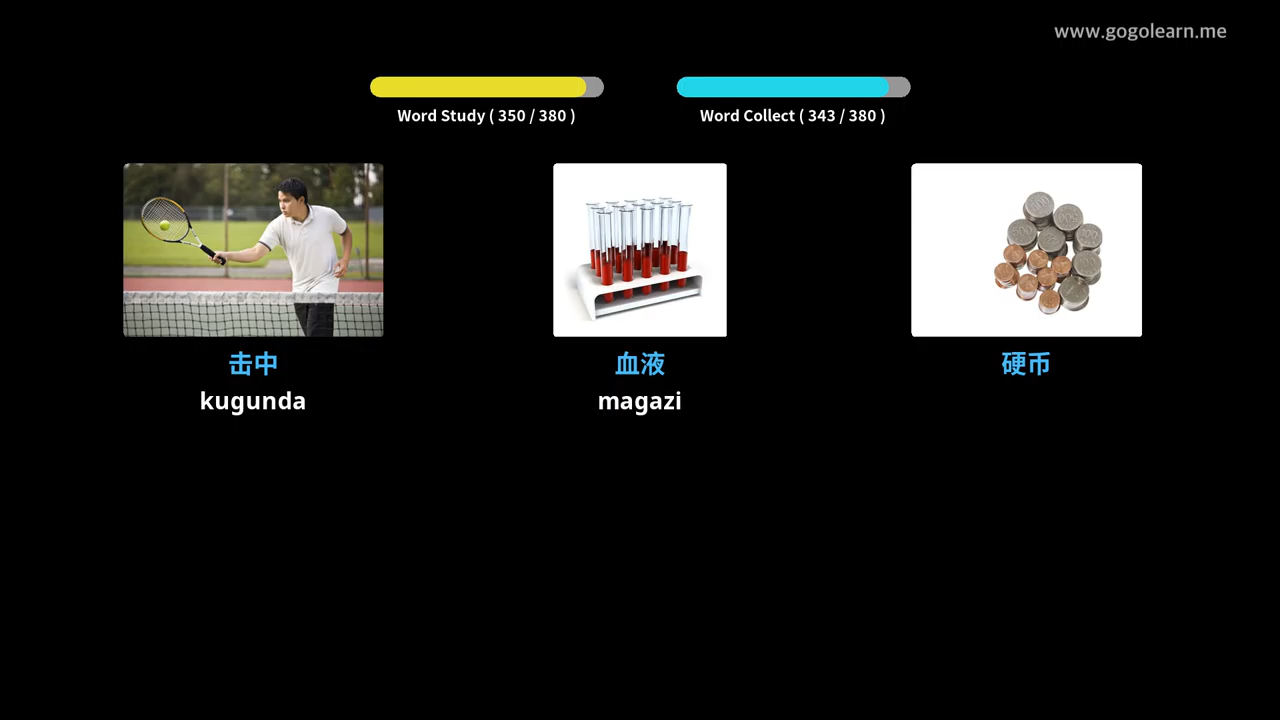 www.gogolearn.me
Word Study ( 350 / 380 )
Word Collect ( 343 / 380 )
击中
血液
硬币
kugunda
magazi